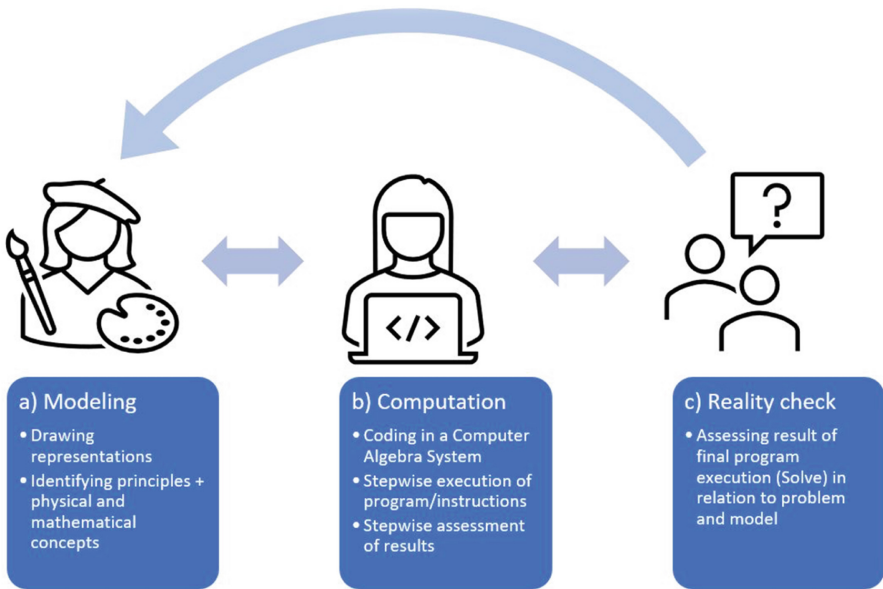 ?
</>
a) Modeling
• Drawing
representations
• Identifying principles +
physical and
mathematical
concepts
b) Computation
• Coding in a Computer
Algebra System
• Stepwise execution of
program/instructions
• Stepwise assessment
of results
c) Reality check
• Assessing result of
final program
execution (Solve) in
relation to problem
and model